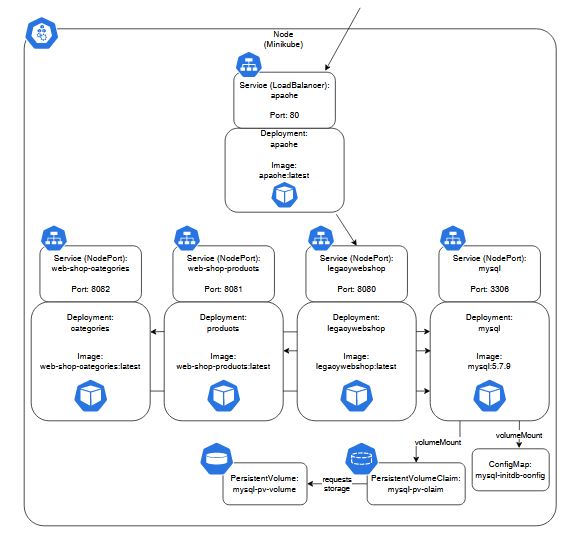 Node
(Minikube)
Service (LoadBalancer):
apache
Port: 80
Deployment:
apache
Image:
apache:latest
Service (NodePort):
web-shop-categories
Port: 8082
Service (NodePort):
web-shop-products
Port: 8081
Service (NodePort):
legacywebshop
Port: 8080
Service (NodePort):
mysql
Port: 3306
Deployment:
categories
Image:
web-shop-categories:latest
Deployment:
products
Image:
web-shop-products:latest
Deployment:
legacywebshop
Image:
legacywebshop:latest
Deployment:
mysql
Image:
mysql:5.7.9
volumeMount
volumeMount
PersistentVolume:
mysql-pv-volume
requests
storage
PersistentVolumeClaim:
mysql-pv-claim
ConfigMap:
mysql-initdb-config